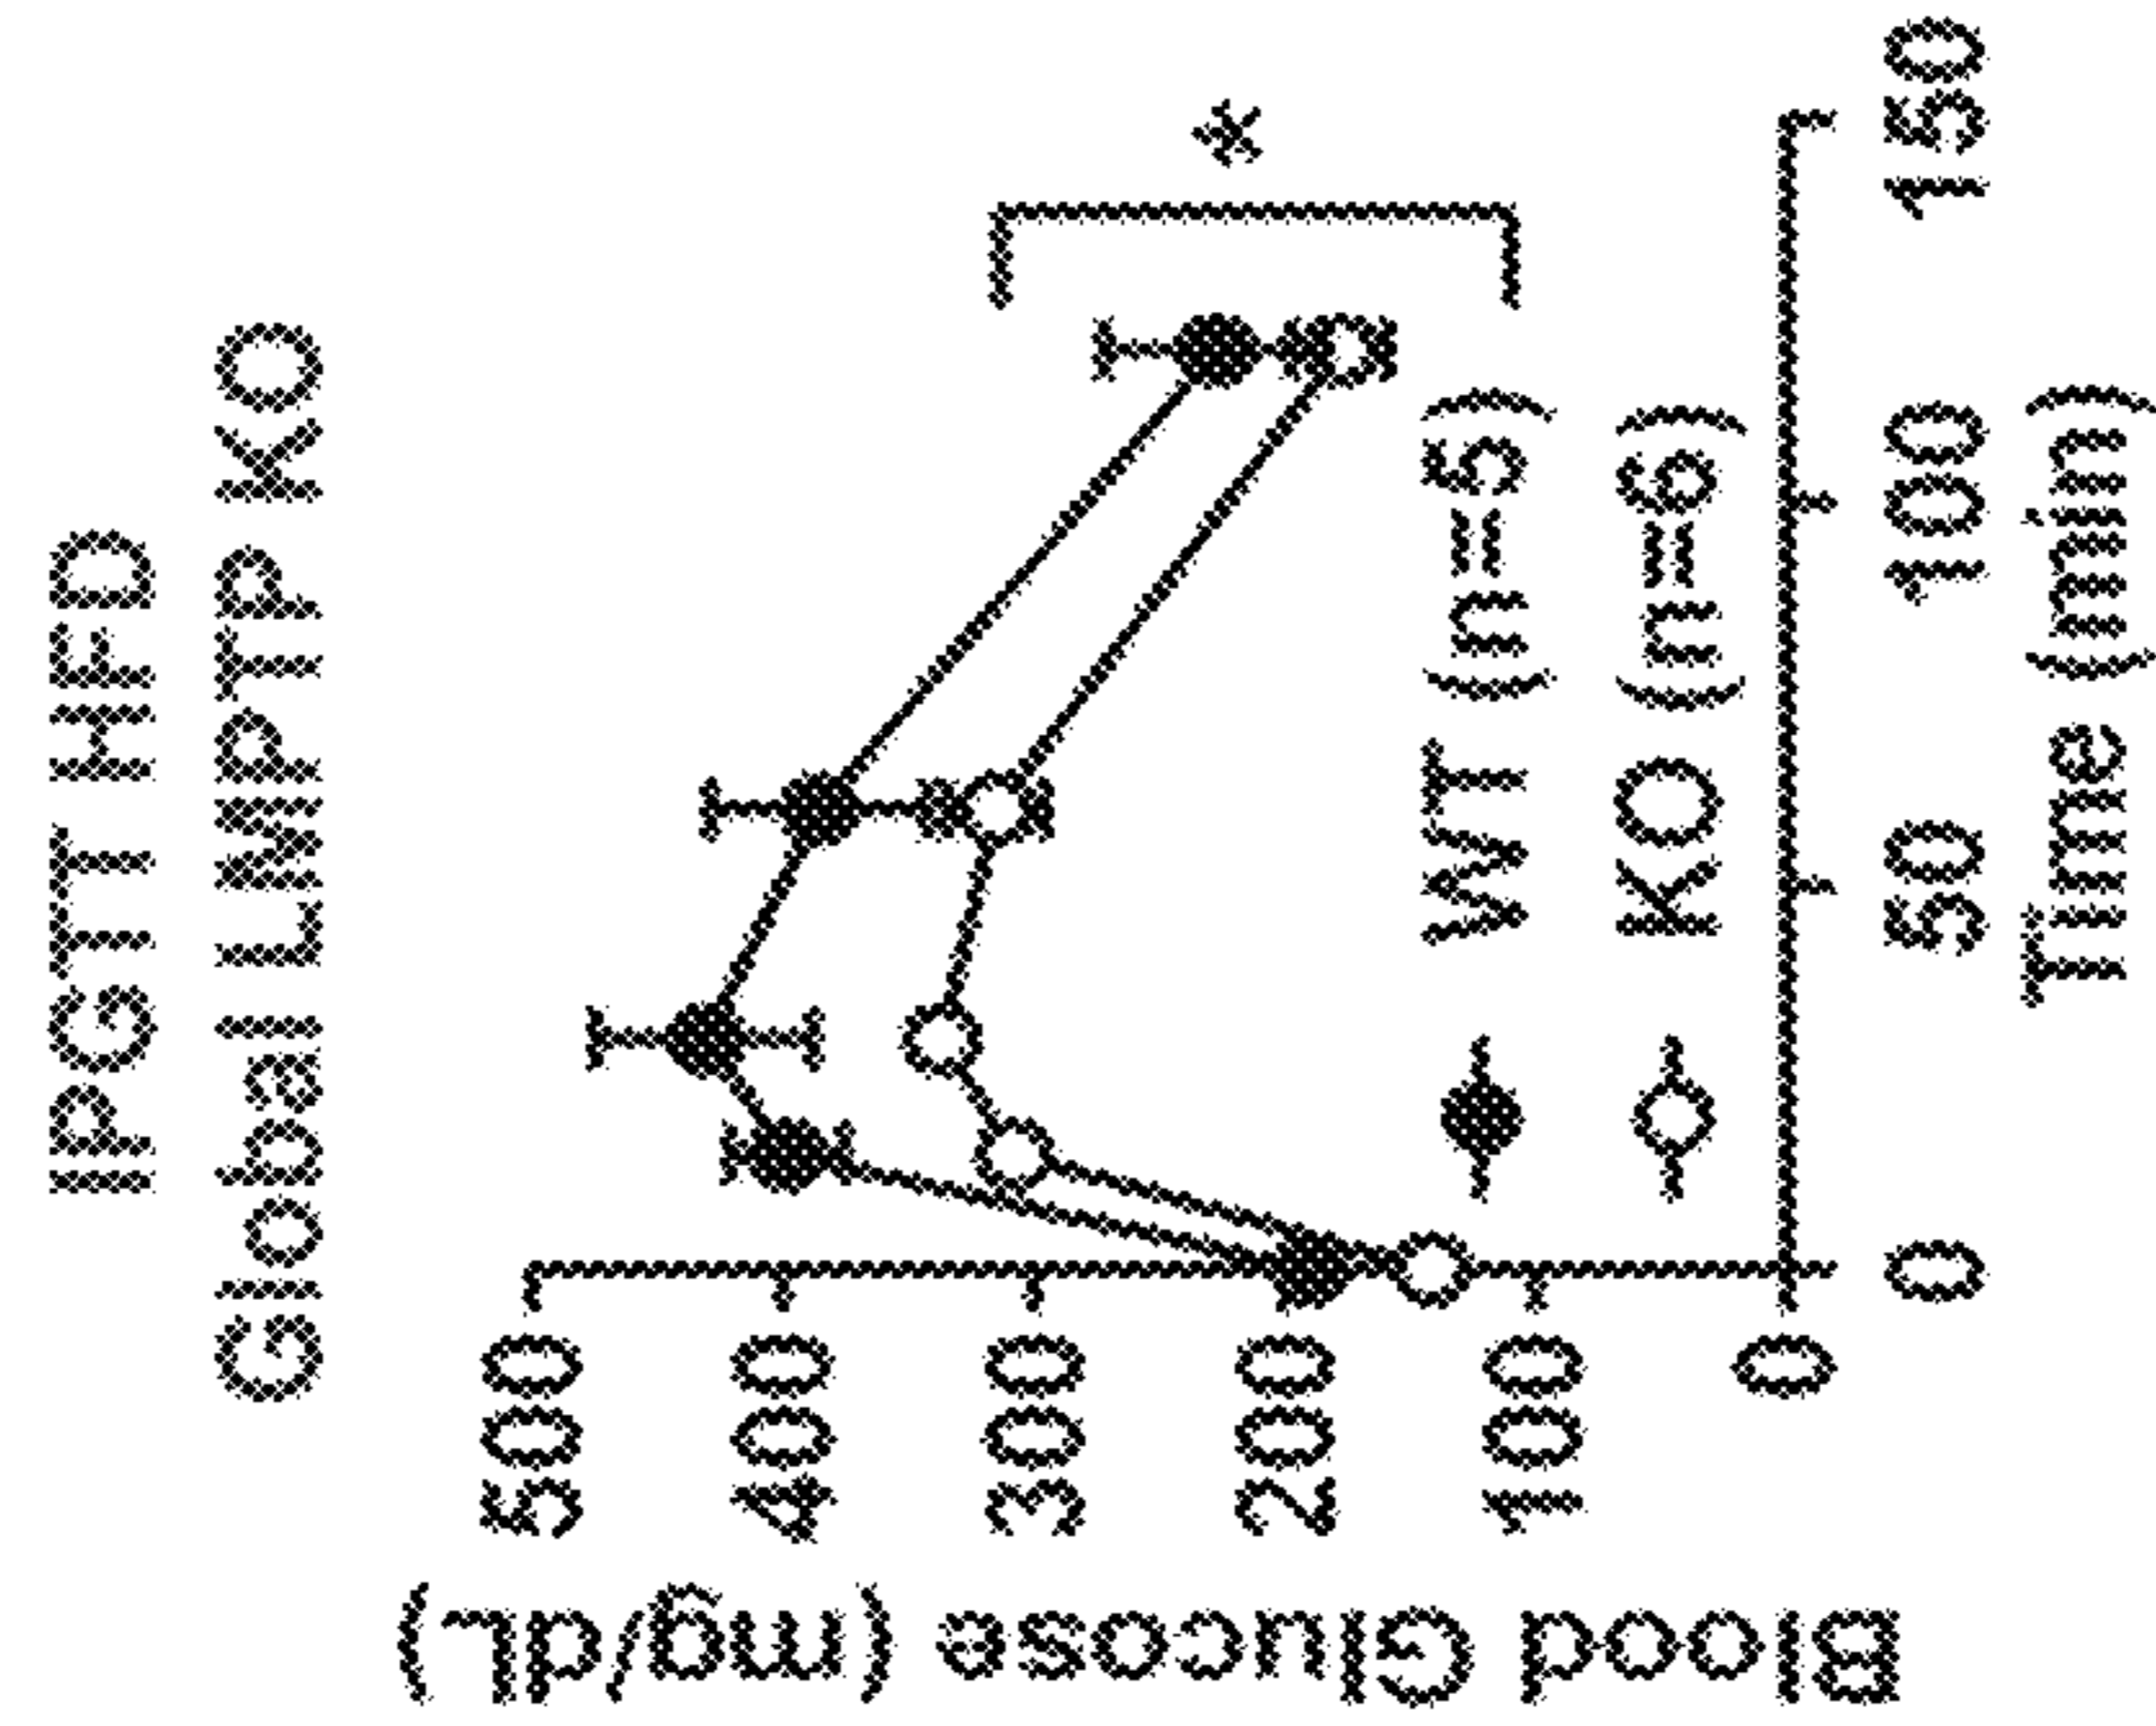 IPGTT HFD
Global LMPTP KO
Blood Glucose (mg/dL)
500
400
300
200
100
0
*
WT (n=5)
KO (n=6)
0 50 100 150
Time (min)